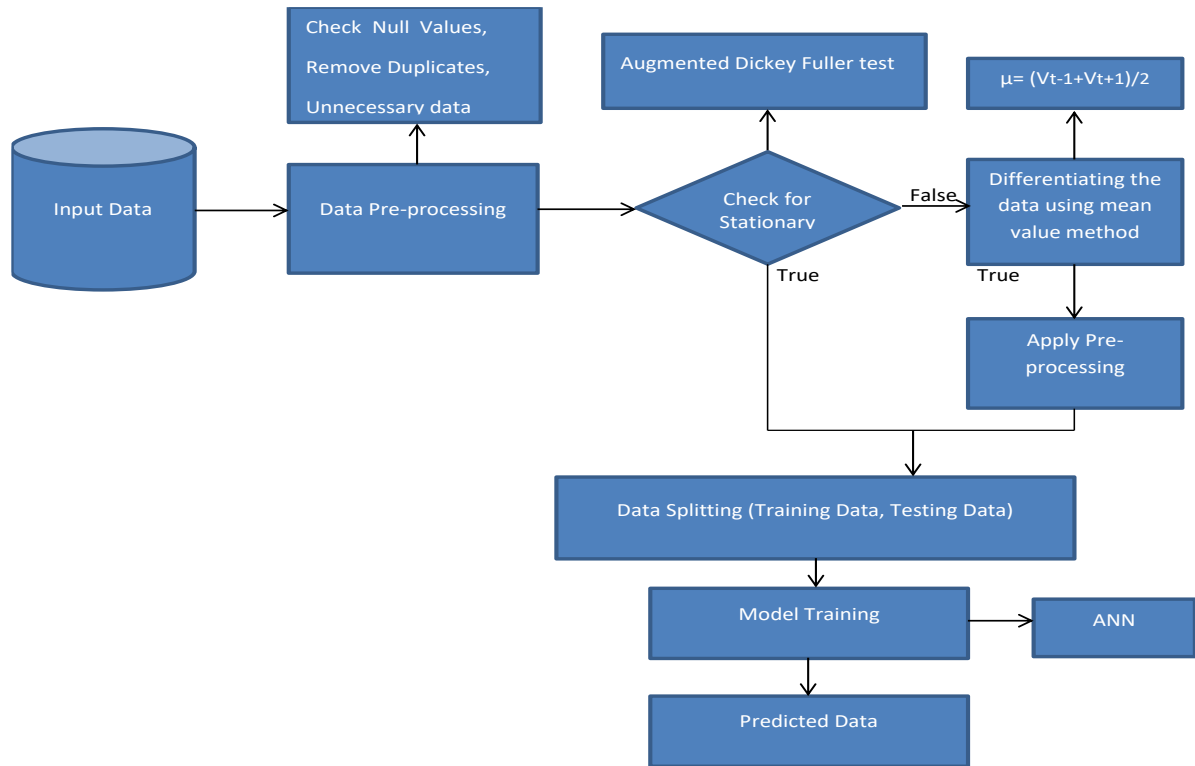 Check Null Values,
Remove Duplicates,
Unnecessary data
Augmented Dickey Fuller test
μ= (Vt-1+Vt+1)/2
Input Data
Data Pre-processing
Check for
Stationary
False
Differentiating the
data using mean
value method
True
True
Apply Pre-
processing
Data Splitting (Training Data, Testing Data)
Model Training
ANN
Predicted Data